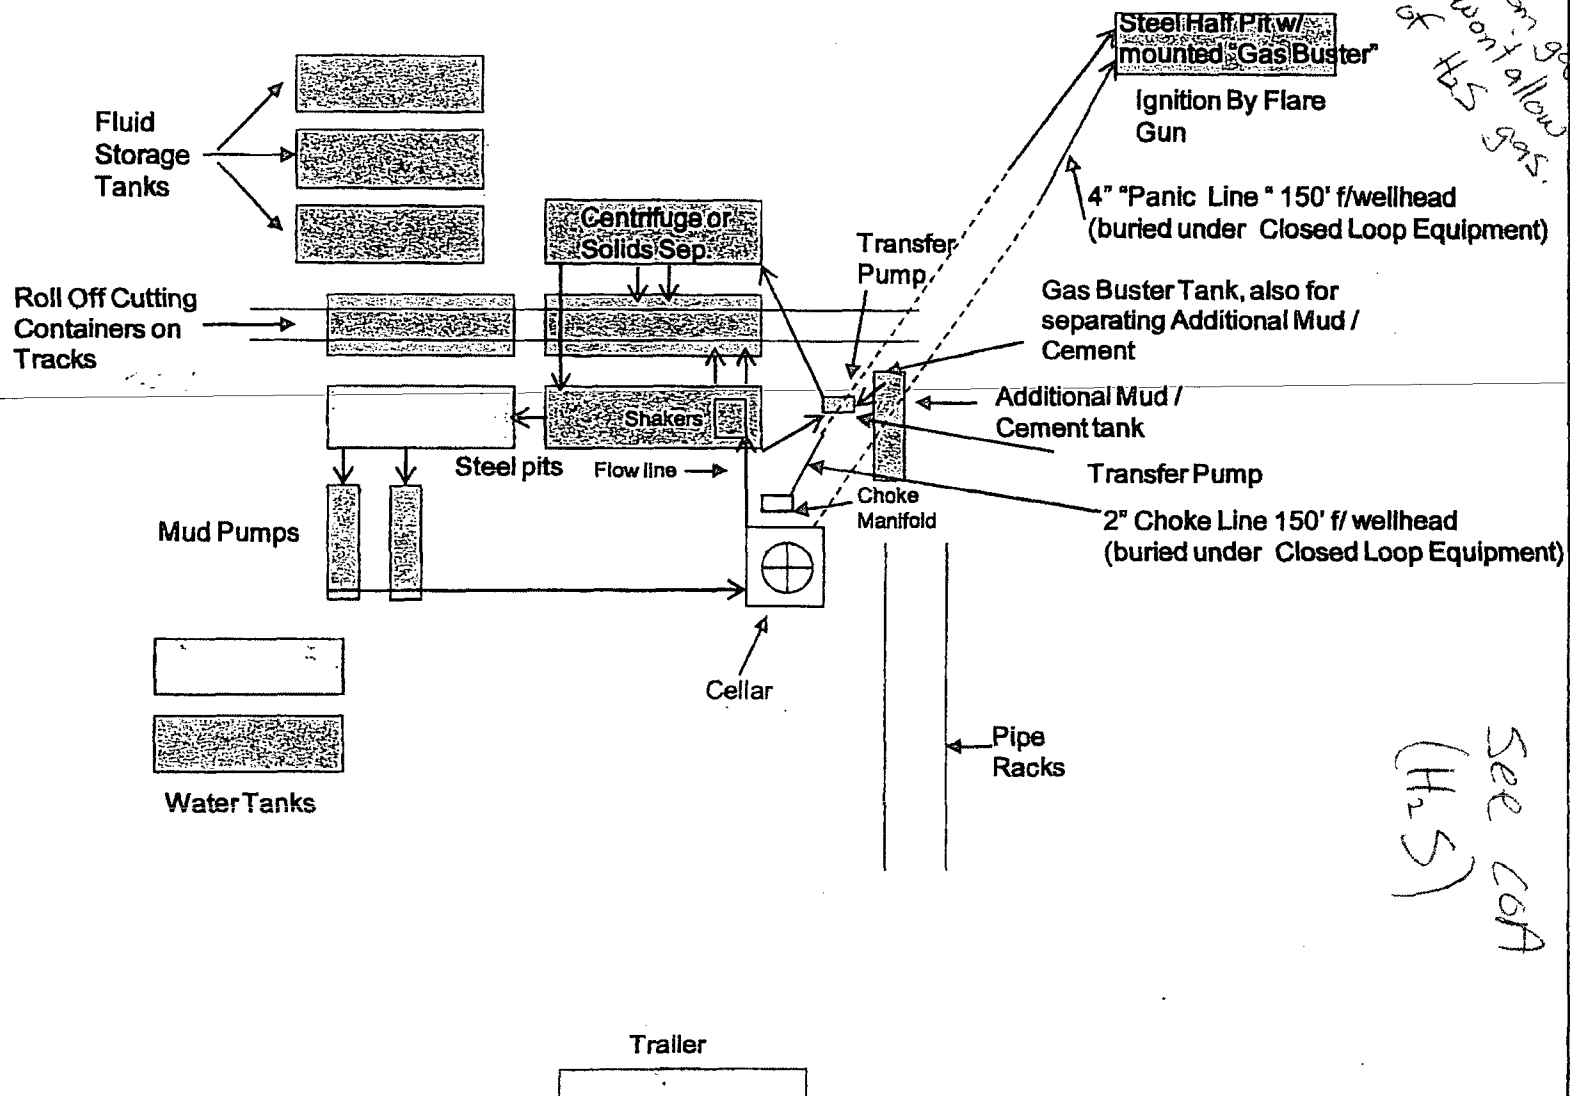 Steel Half Pit w/
mounted "Gas Buster"
Ignition By Flare
Gun
won't allow
of H₂S gas.
Fluid
Storage
Tanks
Centrifuge or
Solids Sep.
Transfer
Pump
4" "Panic Line " 150' f/wellhead
(buried under Closed Loop Equipment)
Roll Off Cutting
Containers on
Tracks
Gas Buster Tank, also for
separating Additional Mud /
Cement
Shakers
Additional Mud /
Cement tank
Steel pits
Flow line
Transfer Pump
Choke
Manifold
2" Choke Line 150' f/ wellhead
(buried under Closed Loop Equipment)
Mud Pumps
Cellar
Pipe
Racks
Water Tanks
See COA
(H₂S)
Trailer